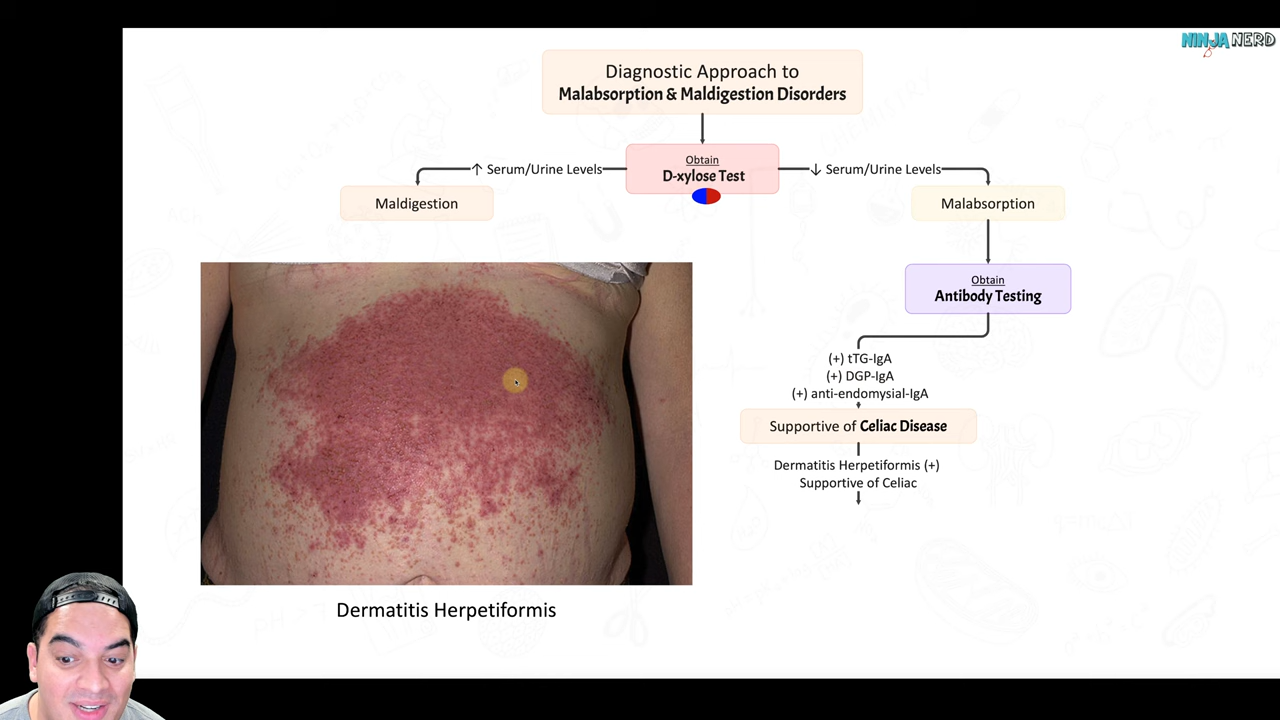 NINJA NERD
Diagnostic Approach to
Malabsorption & Maldigestion Disorders
Obtain
D-xylose Test
↑ Serum/Urine Levels
↓ Serum/Urine Levels
Maldigestion
Malabsorption
Obtain
Antibody Testing
(+) tTG-IgA
(+) DGP-IgA
(+) anti-endomysial-IgA
Supportive of Celiac Disease
Dermatitis Herpetiformis (+)
Supportive of Celiac
Dermatitis Herpetiformis